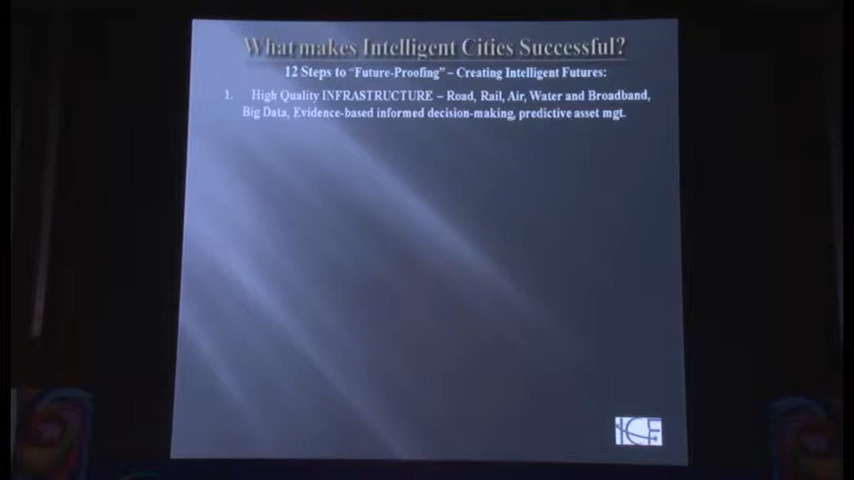 What makes Intelligent Cities Successful?
12 Steps to “Future-Proofing” – Creating Intelligent Futures:
1. High Quality INFRASTRUCTURE – Road, Rail, Air, Water and Broadband,
Big Data, Evidence-based informed decision-making, predictive asset mgt.
ICF